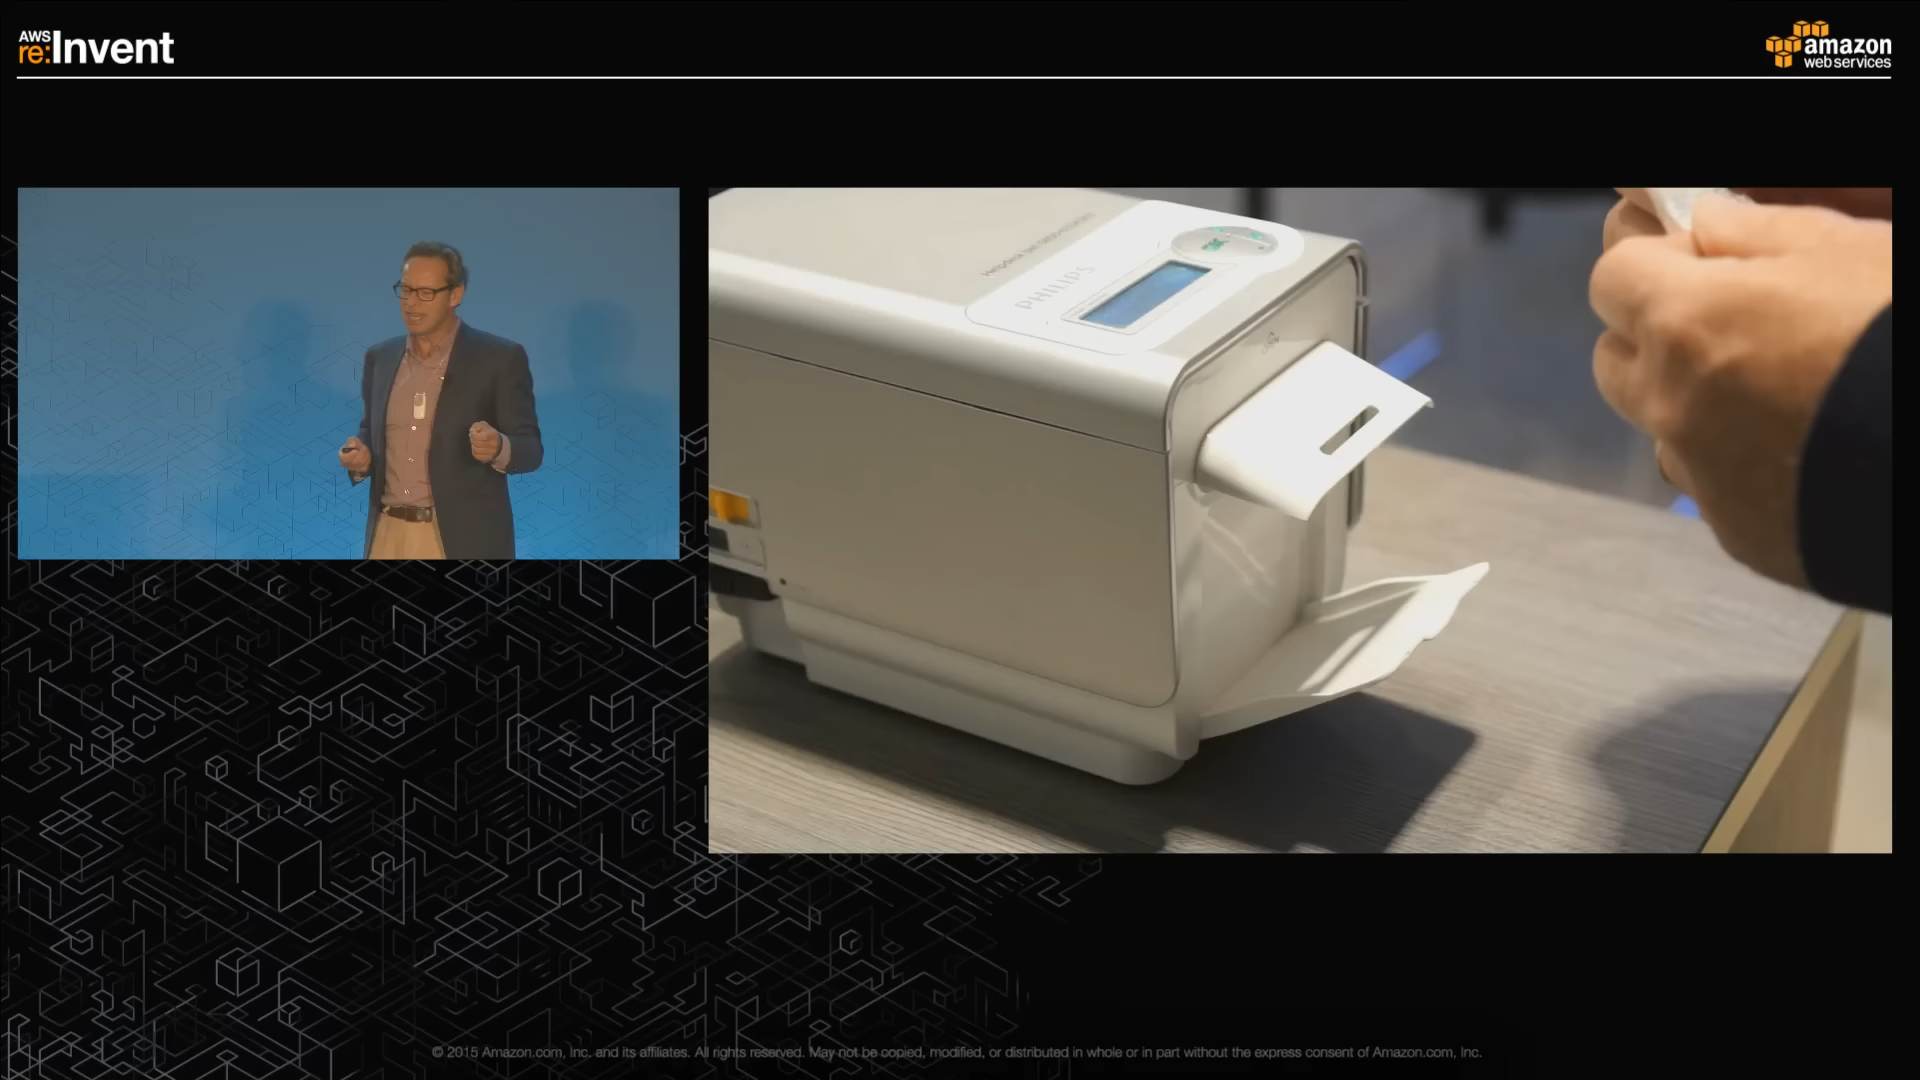 AWS
re:Invent
amazon
web services
PHILIPS
© 2015 Amazon.com, Inc. and its affiliates. All rights reserved. May not be copied, modified, or distributed in whole or in part without the express consent of Amazon.com, Inc.